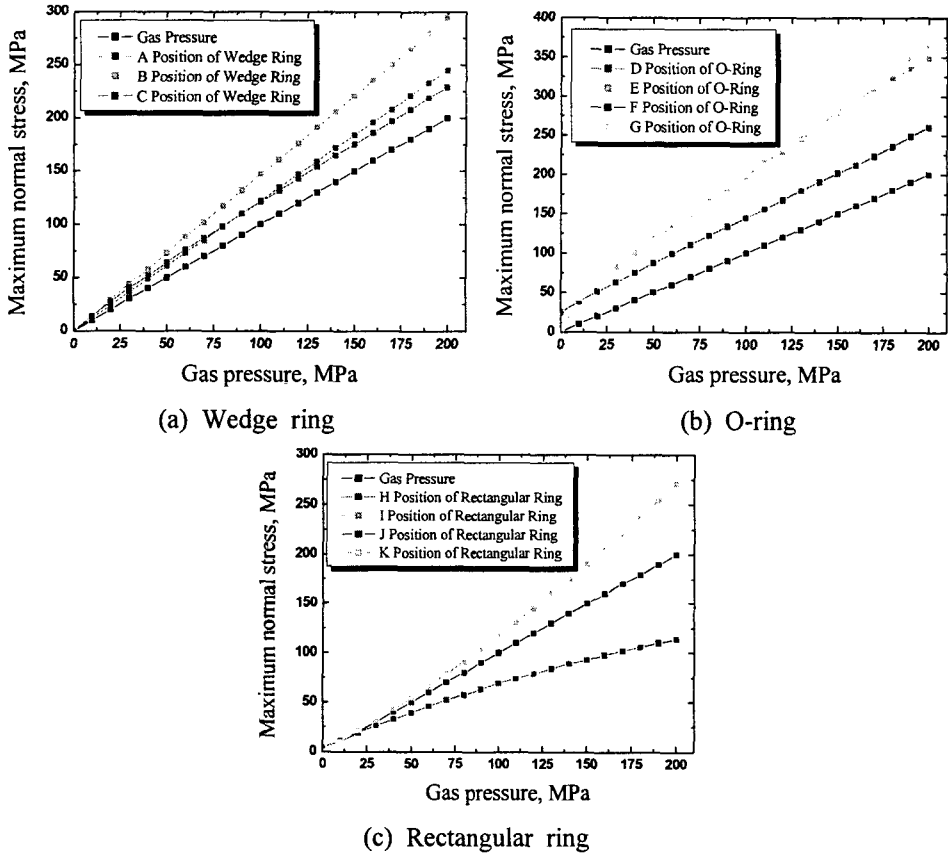 Maximum normal stress, MPa
300
250
200
150
100
50
0
Gas Pressure
A Position of Wedge Ring
B Position of Wedge Ring
C Position of Wedge Ring
0 25 50 75 100 125 150 175 200
Gas pressure, MPa
(a) Wedge ring
Maximum normal stress, MPa
400
350
300
250
200
150
100
50
0
Gas Pressure
D Position of O-Ring
E Position of O-Ring
F Position of O-Ring
G Position of O-Ring
0 25 50 75 100 125 150 175 200
Gas pressure, MPa
(b) O-ring
Maximum normal stress, MPa
300
250
200
150
100
50
0
Gas Pressure
H Position of Rectangular Ring
I Position of Rectangular Ring
J Position of Rectangular Ring
K Position of Rectangular Ring
0 25 50 75 100 125 150 175 200
Gas pressure, MPa
(c) Rectangular ring